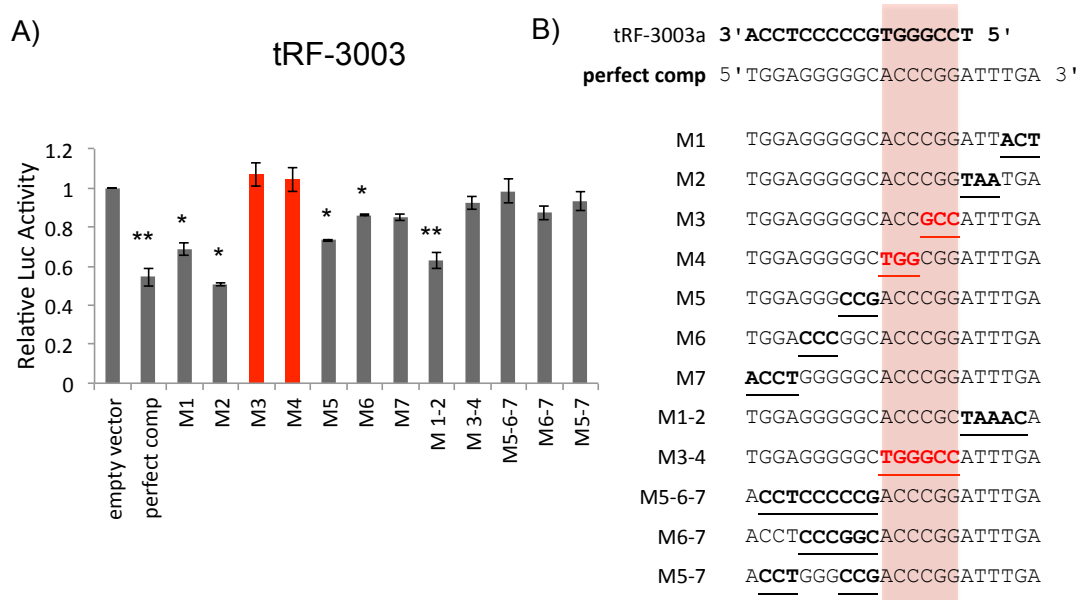 A)
tRF-3003
Relative Luc Activity
1.2
1
0.8
0.6
0.4
0.2
0
**
*
*
*
*
**
empty vector
perfect comp
M1
M2
M3
M4
M5
M6
M7
M 1-2
M 3-4
M5-6-7
M6-7
M5-7
B)
tRF-3003a 3'ACCTCCCCCGTGGGCCT 5'
perfect comp 5'TGGAGGGGGCACCCGGATTTGA 3'
M1 TGGAGGGGGCACCCGGATTACT
M2 TGGAGGGGGCACCCGGTAATGA
M3 TGGAGGGGGCACCGCCATTTGA
M4 TGGAGGGGGCTGGCGGATTTGA
M5 TGGAGGGCCGACCCGGATTTGA
M6 TGGACCCGGCACCCGGATTTGA
M7 ACCTGGGGGCACCCGGATTTGA
M1-2 TGGAGGGGGCACCCGCTAAACA
M3-4 TGGAGGGGGCTGGGCCATTTGA
M5-6-7 ACCTCCCCCGACCCGGATTTGA
M6-7 ACCTCCCGGCACCCGGATTTGA
M5-7 ACCTGGGCCGACCCGGATTTGA